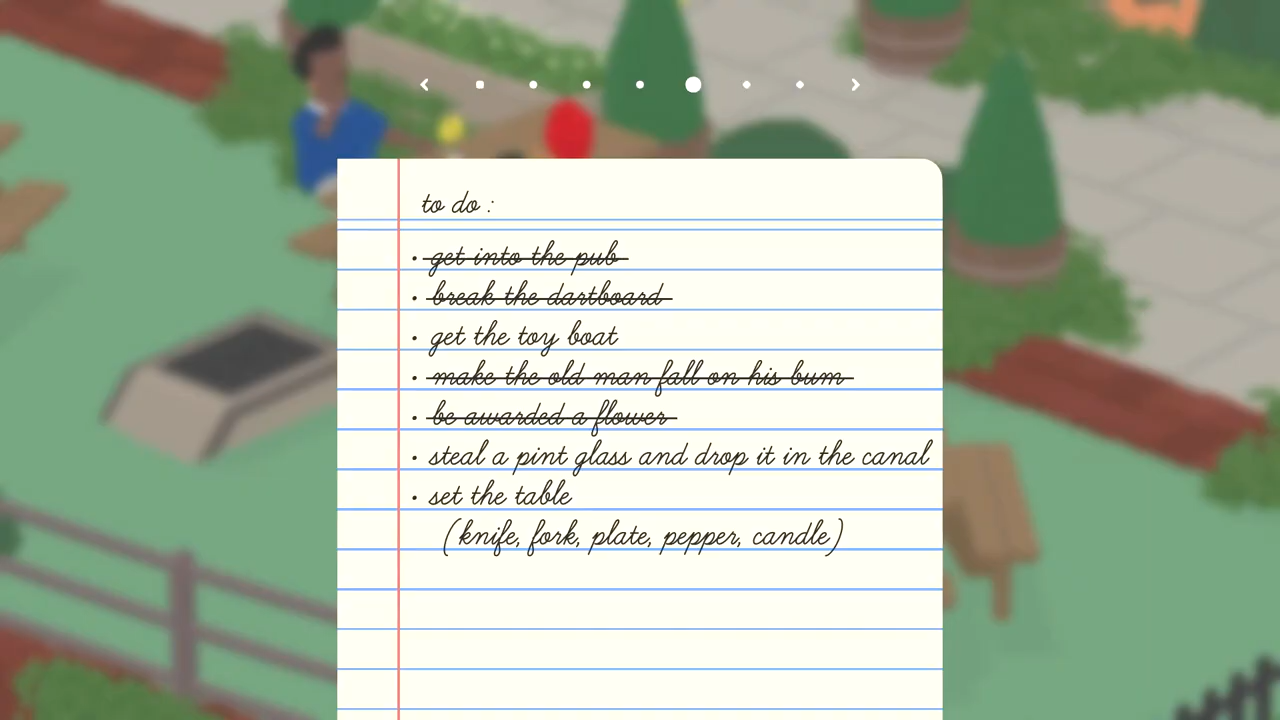 to do :
• get into the pub
• break the dartboard
• get the toy boat
• make the old man fall on his bum
• be awarded a flower
• steal a pint glass and drop it in the canal
• set the table
(knife, fork, plate, pepper, candle)